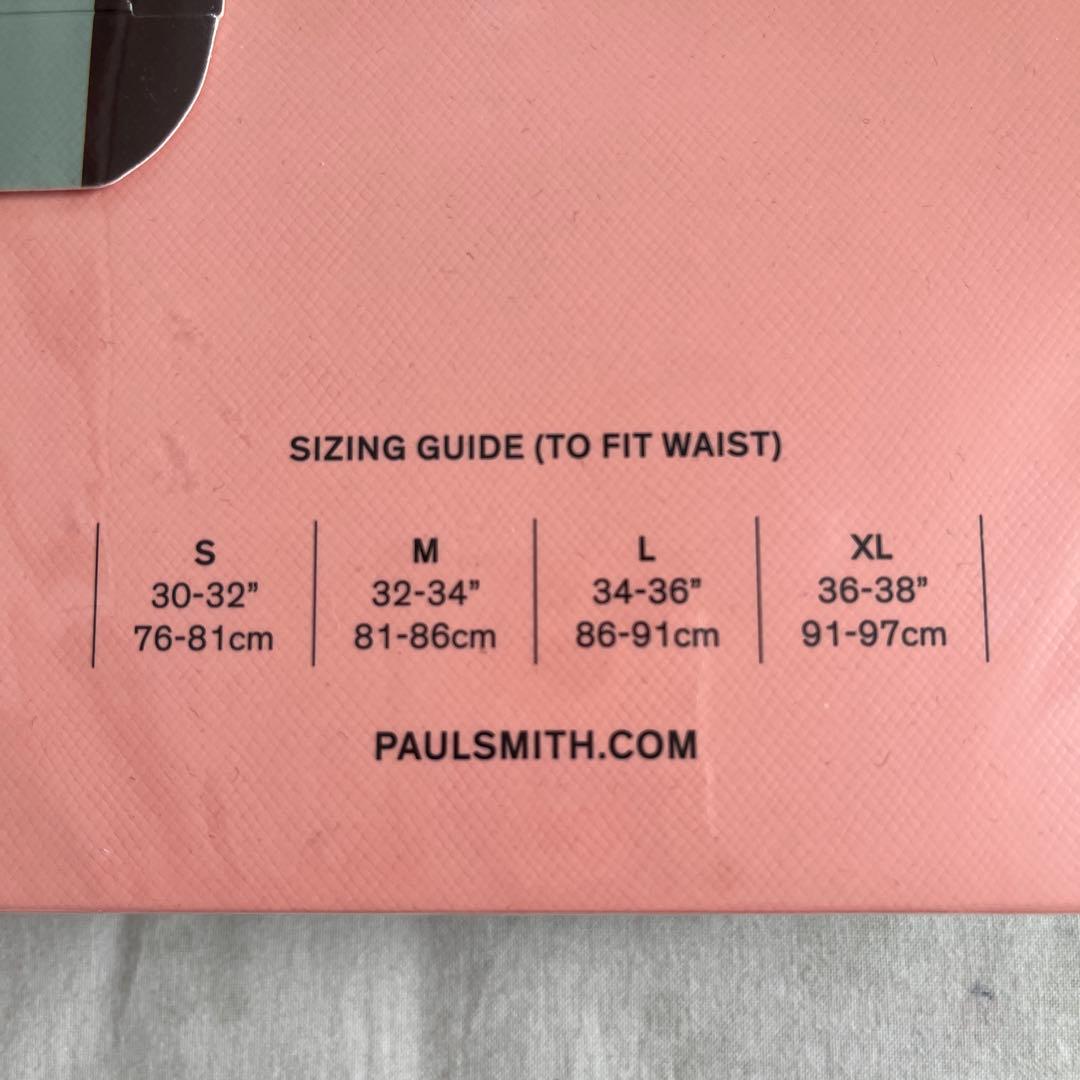 SIZING GUIDE (TO FIT WAIST)
S M L XL
30-32” 32-34” 34-36” 36-38”
76-81cm 81-86cm 86-91cm 91-97cm
PAULSMITH.COM